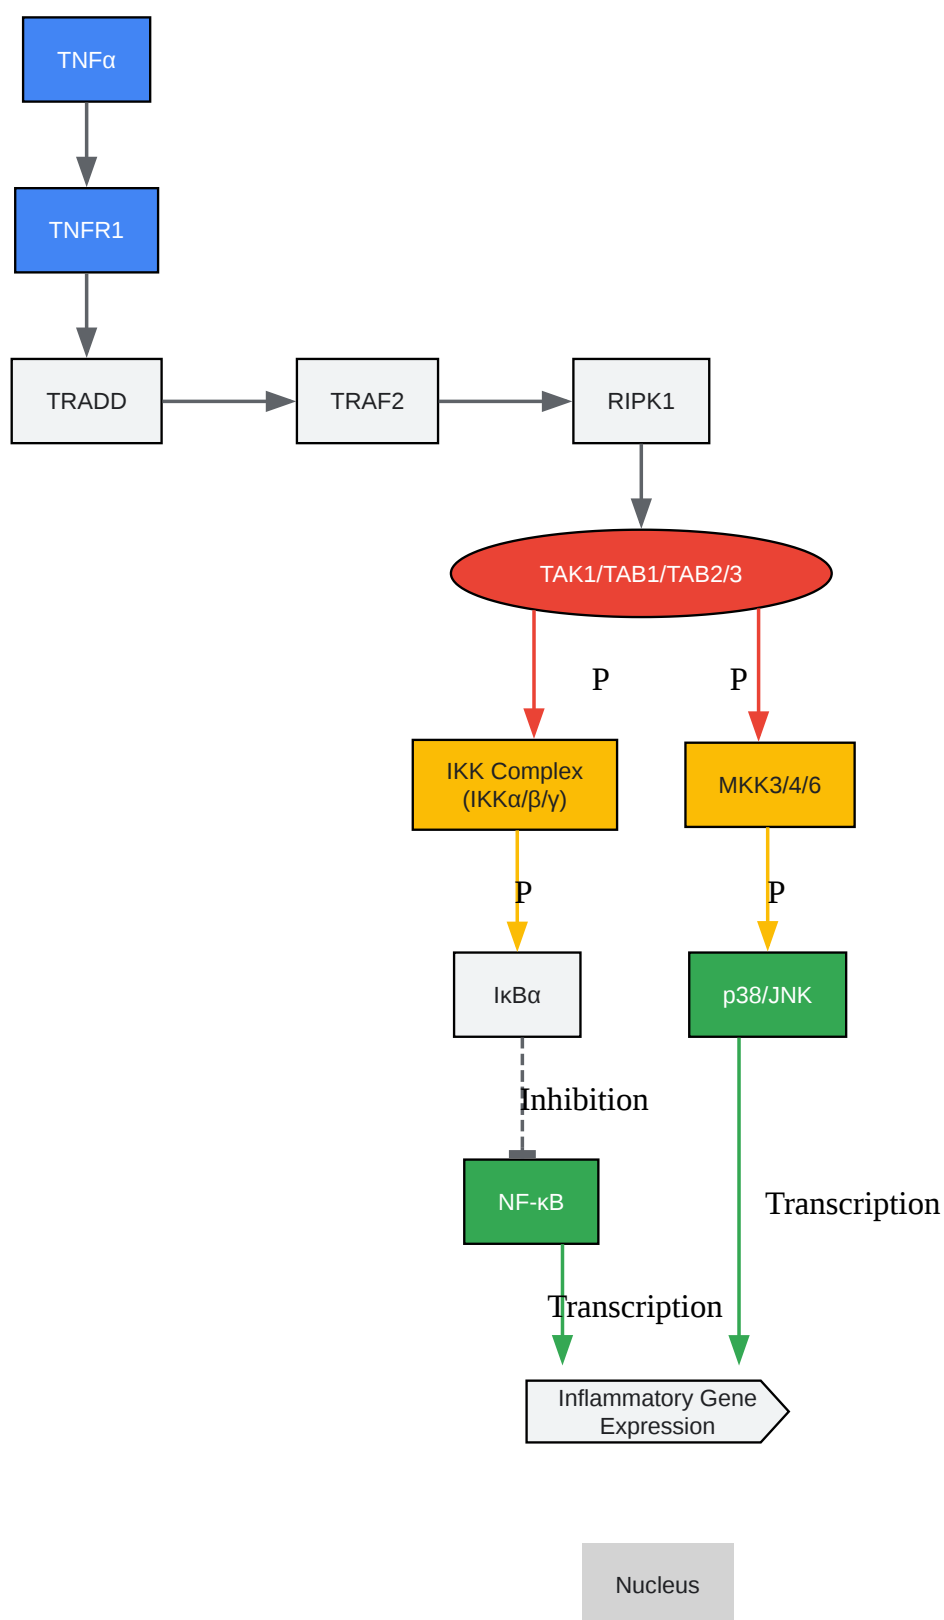 TNFα
TNFR1
TRADD
TRAF2
RIPK1
TAK1/TAB1/TAB2/3
P
P
IKK Complex
(IKKα/β/γ)
MKK3/4/6
P
P
IκBα
p38/JNK
Inhibition
NF-κB
Transcription
Transcription
Inflammatory Gene
Expression
Nucleus